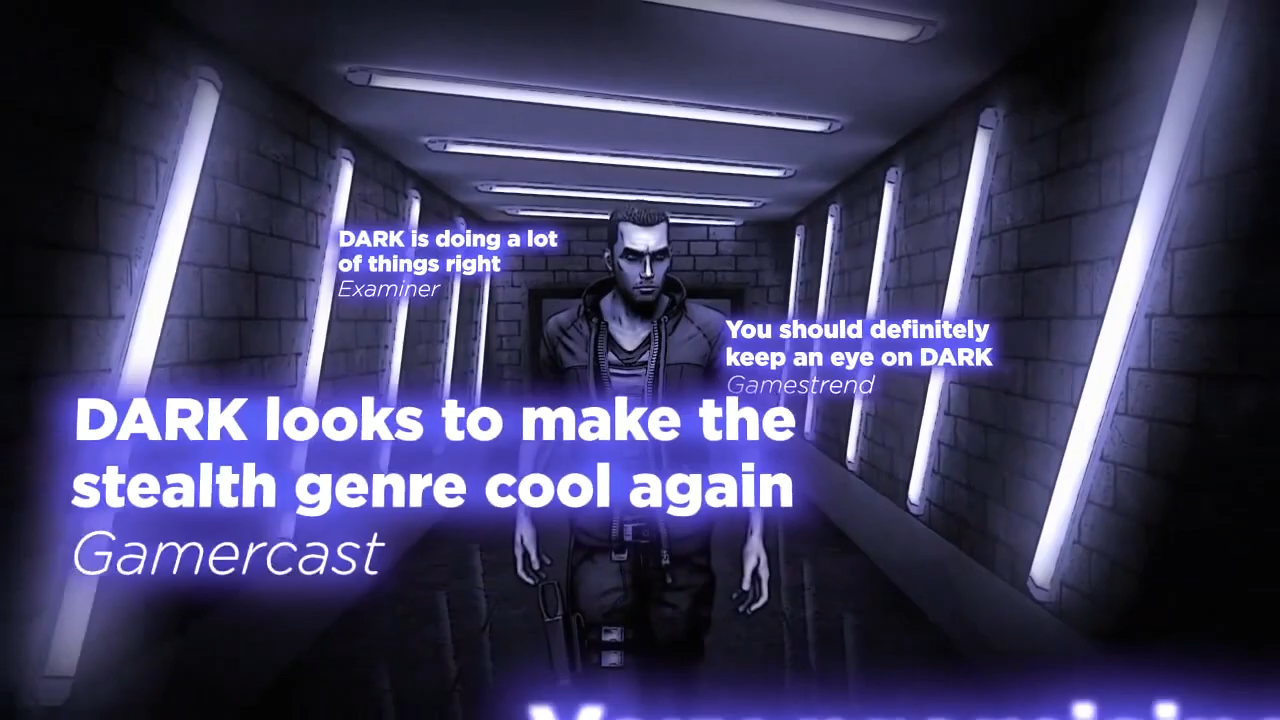 DARK is doing a lot
of things right
Examiner
You should definitely
keep an eye on DARK
Gamestrend
DARK looks to make the
stealth genre cool again
Gamercast